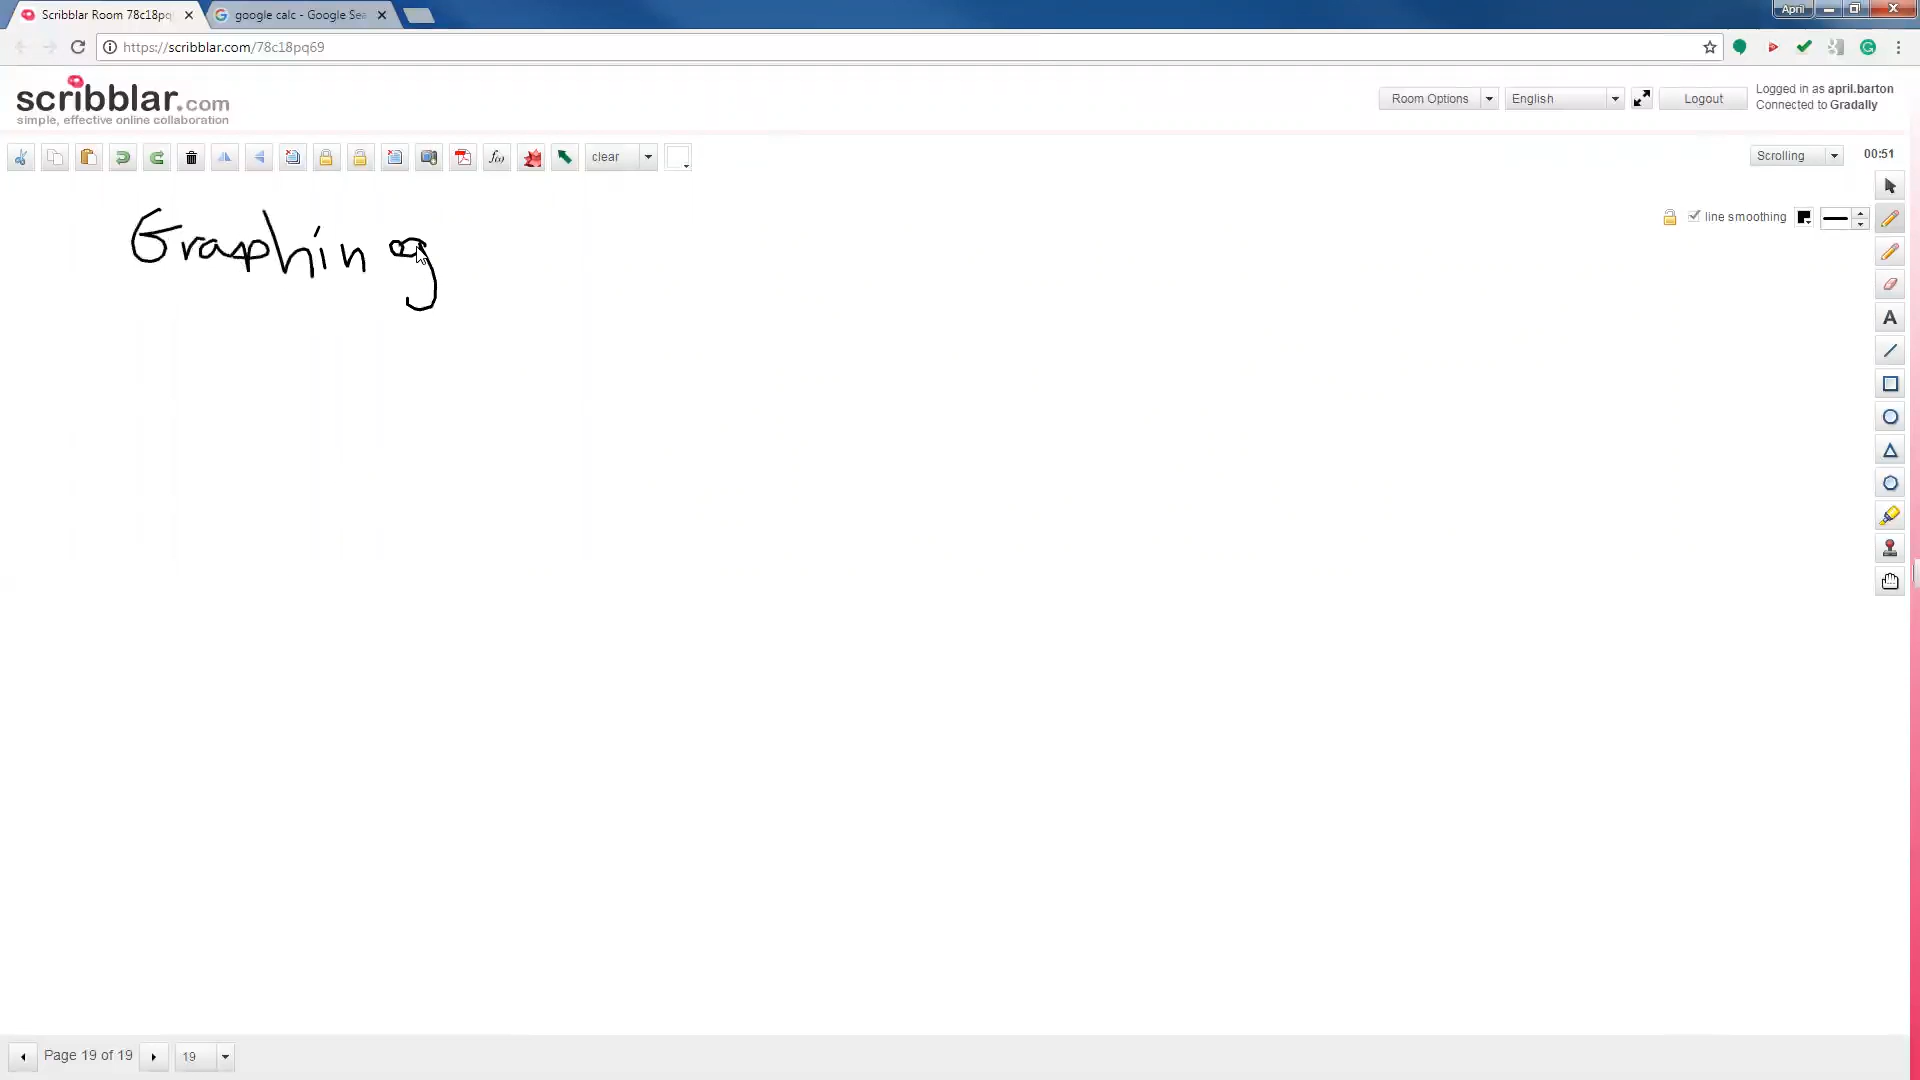 Scribblar Room 78c18pq
google calc - Google Sea
April
https://scribblar.com/78c18pq69
scribblar.com
simple, effective online collaboration
Room Options
English
Logout
Logged in as april.barton
Connected to Gradally
f(x)
clear
Scrolling
00:51
line smoothing
A
Graphing
Page 19 of 19
19